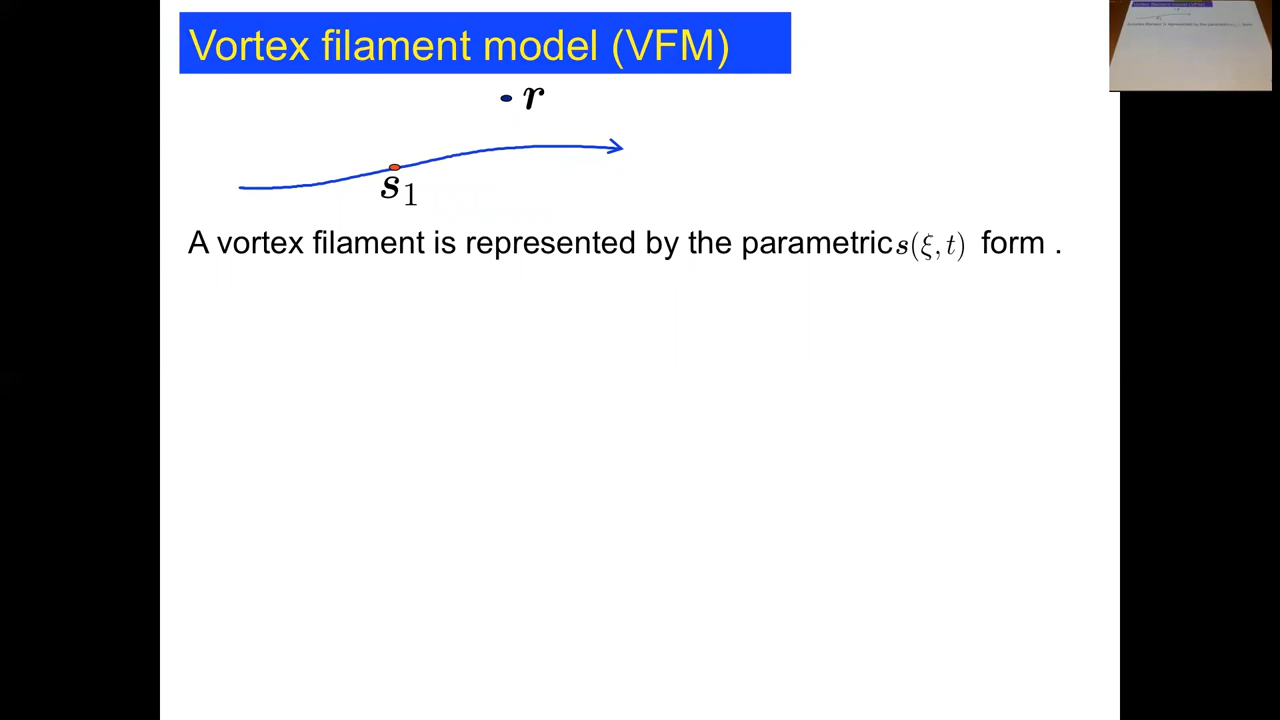 Vortex filament model (VFM)
r
s₁
A vortex filament is represented by the parametric s(ξ, t) form .